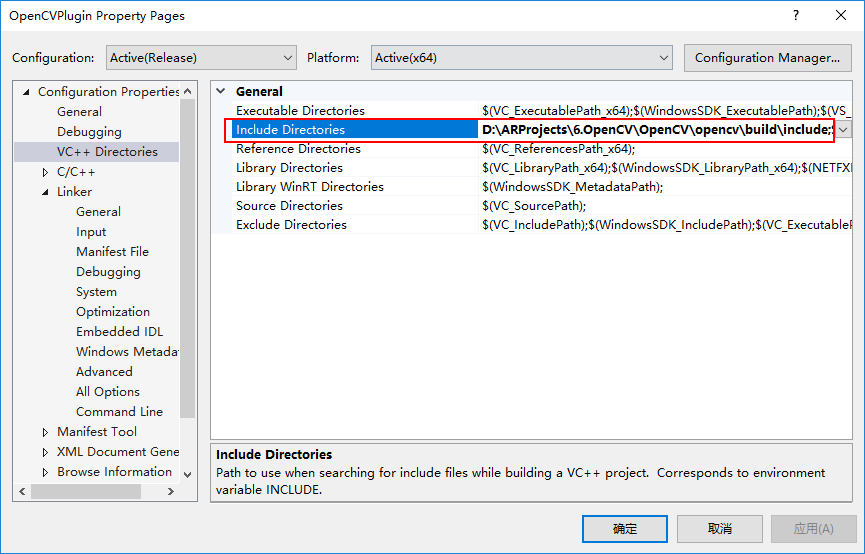 OpenCVPlugin Property Pages
Configuration: Active(Release) Platform: Active(x64) Configuration Manager...
Configuration Properties
General
Debugging
VC++ Directories
C/C++
Linker
General
Input
Manifest File
Debugging
System
Optimization
Embedded IDL
Windows Metada
Advanced
All Options
Command Line
Manifest Tool
XML Document Gene
Browse Information
General
Executable Directories $(VC_ExecutablePath_x64);$(WindowsSDK_ExecutablePath);$(VS_
Include Directories D:\ARProjects\6.OpenCV\OpenCV\opencv\build\include;
Reference Directories $(VC_ReferencesPath_x64);
Library Directories $(VC_LibraryPath_x64);$(WindowsSDK_LibraryPath_x64);$(NETFX
Library WinRT Directories $(WindowsSDK_MetadataPath);
Source Directories $(VC_SourcePath);
Exclude Directories $(VC_IncludePath);$(WindowsSDK_IncludePath);$(VC_ExecutableP
Include Directories
Path to use when searching for include files while building a VC++ project.  Corresponds to environment
variable INCLUDE.
确定 取消 应用(A)